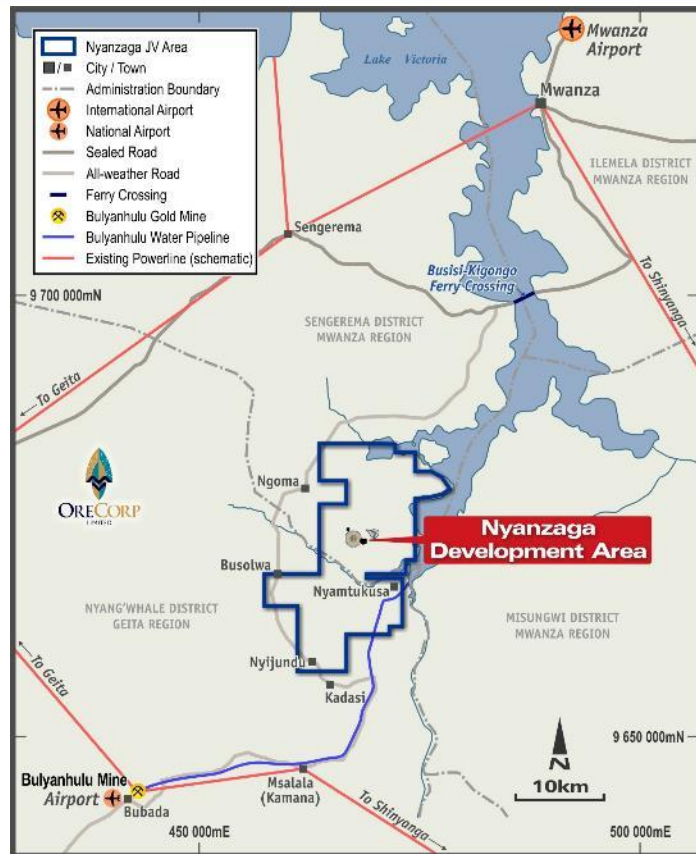 Nyanzaga JV Area
City / Town
Administration Boundary
International Airport
National Airport
Sealed Road
All-weather Road
Ferry Crossing
Bulyanhulu Gold Mine
Bulyanhulu Water Pipeline
Existing Powerline (schematic)
Mwanza
Airport
Lake Victoria
Mwanza
ILEMELA DISTRICT
MWANZA REGION
Sengerema
To Shinyanga
Busisi-Kigongo
Ferry Crossing
9 700 000mN
SENGEREMA DISTRICT
MWANZA REGION
To Geita
ORECORP
LIMITED
Ngoma
Nyanzaga
Development Area
Busolwa
Nyamtukusa
NYANG'WHALE DISTRICT
GEITA REGION
MISUNGWI DISTRICT
MWANZA REGION
To Geita
Nyijundu
Kadasi
9 650 000mN
N
10km
Bulyanhulu Mine
Airport
Bubada
Msalala
(Kamana)
To Shinyanga
450 000mE
500 000mE